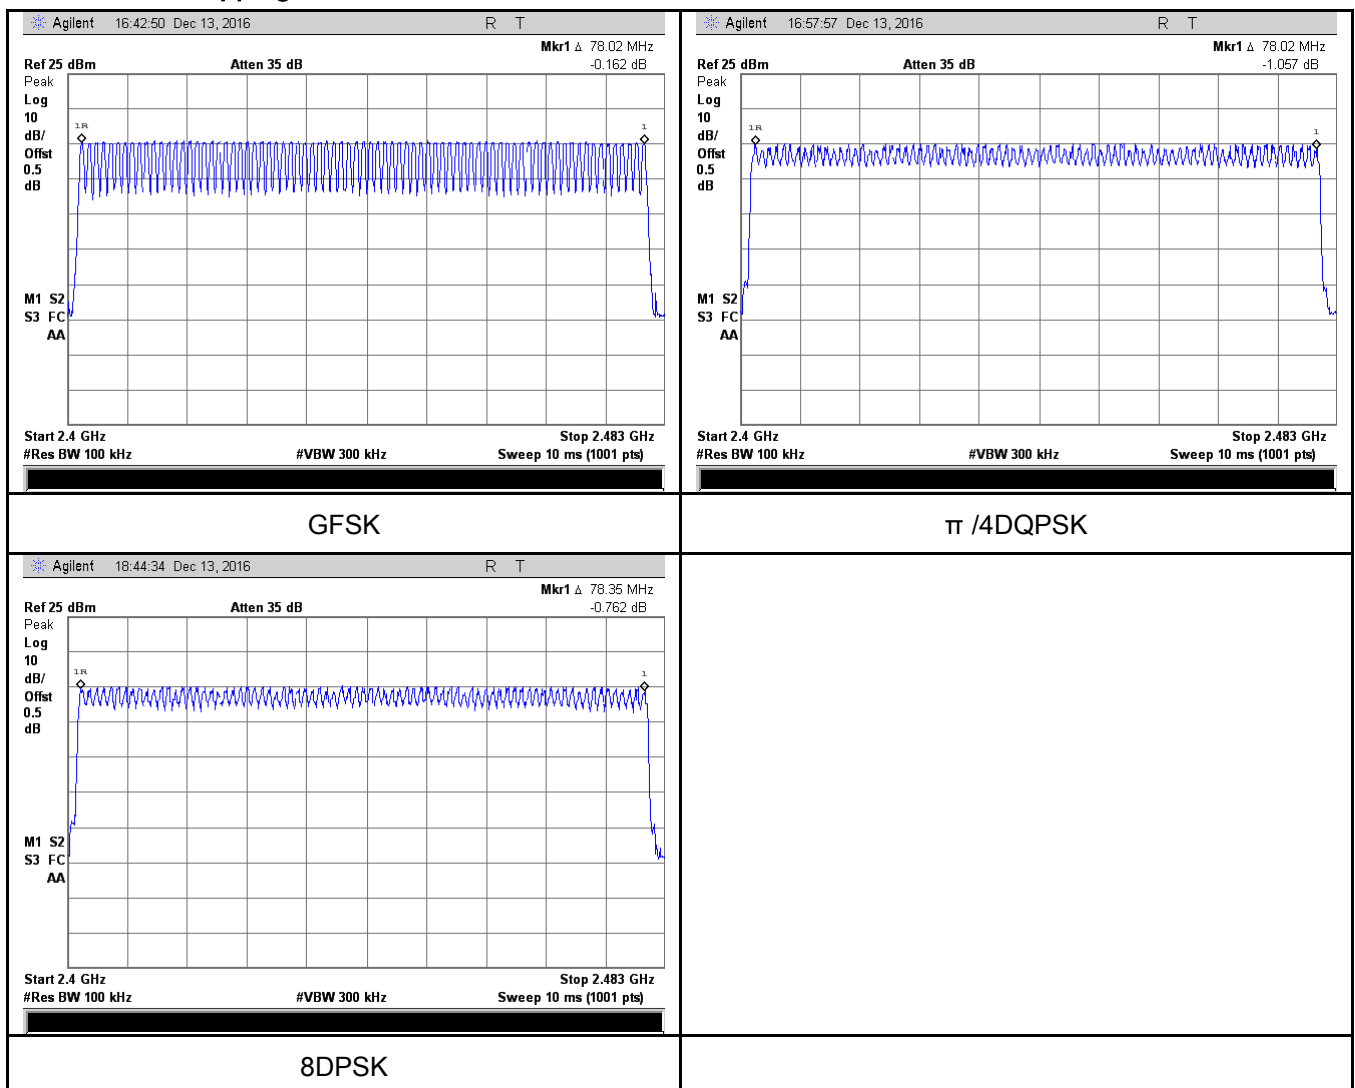 Agilent 16:42:50 Dec 13, 2016 R T
Mkr1 Δ 78.02 MHz
Ref 25 dBm Atten 35 dB -0.162 dB
Peak
Log
10
dB/
Offst
0.5
dB
1R
1
M1 S2
S3 FC
AA
Start 2.4 GHz Stop 2.483 GHz
#Res BW 100 kHz #VBW 300 kHz Sweep 10 ms (1001 pts)
GFSK
Agilent 16:57:57 Dec 13, 2016 R T
Mkr1 Δ 78.02 MHz
Ref 25 dBm Atten 35 dB -1.057 dB
Peak
Log
10
dB/
Offst
0.5
dB
1R
1
M1 S2
S3 FC
AA
Start 2.4 GHz Stop 2.483 GHz
#Res BW 100 kHz #VBW 300 kHz Sweep 10 ms (1001 pts)
π /4DQPSK
Agilent 18:44:34 Dec 13, 2016 R T
Mkr1 Δ 78.35 MHz
Ref 25 dBm Atten 35 dB -0.762 dB
Peak
Log
10
dB/
Offst
0.5
dB
1R
1
M1 S2
S3 FC
AA
Start 2.4 GHz Stop 2.483 GHz
#Res BW 100 kHz #VBW 300 kHz Sweep 10 ms (1001 pts)
8DPSK